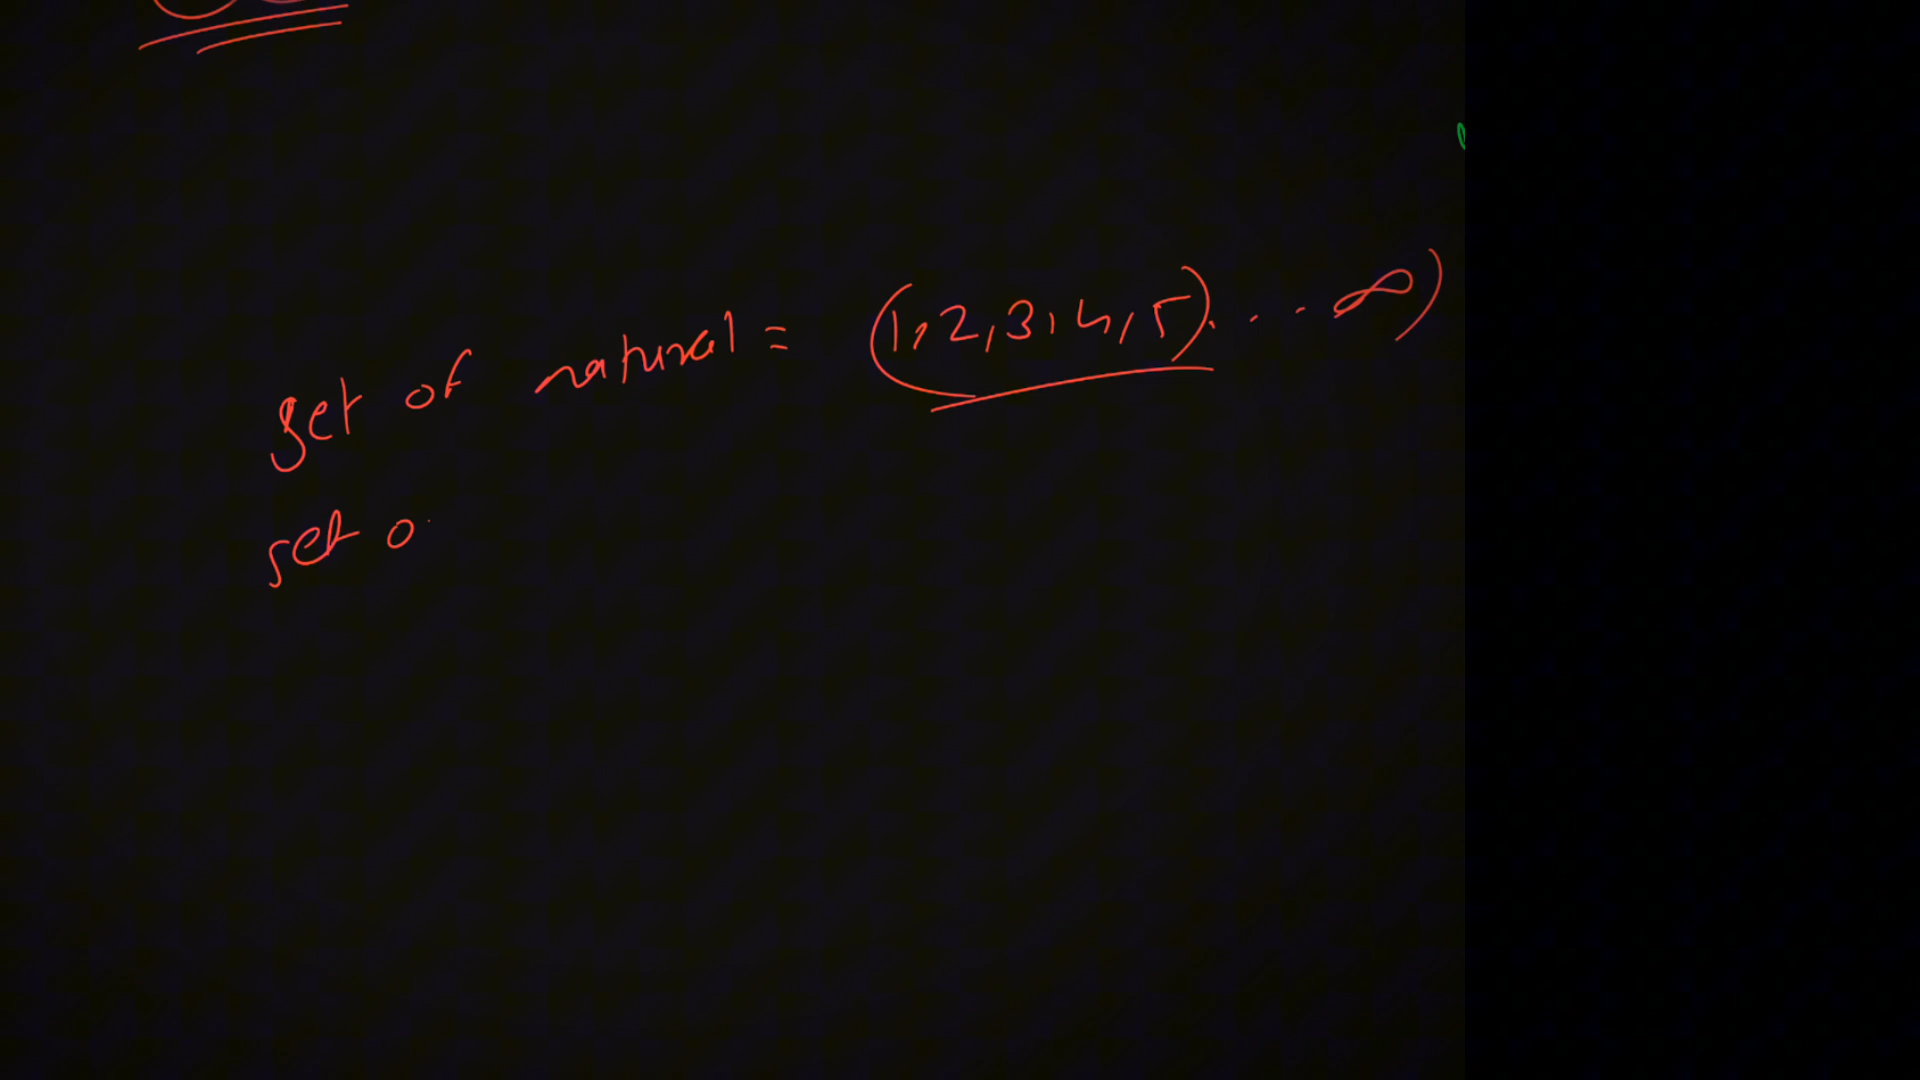 set of natural = (1,2,3,4,5). . . ∞)
set o